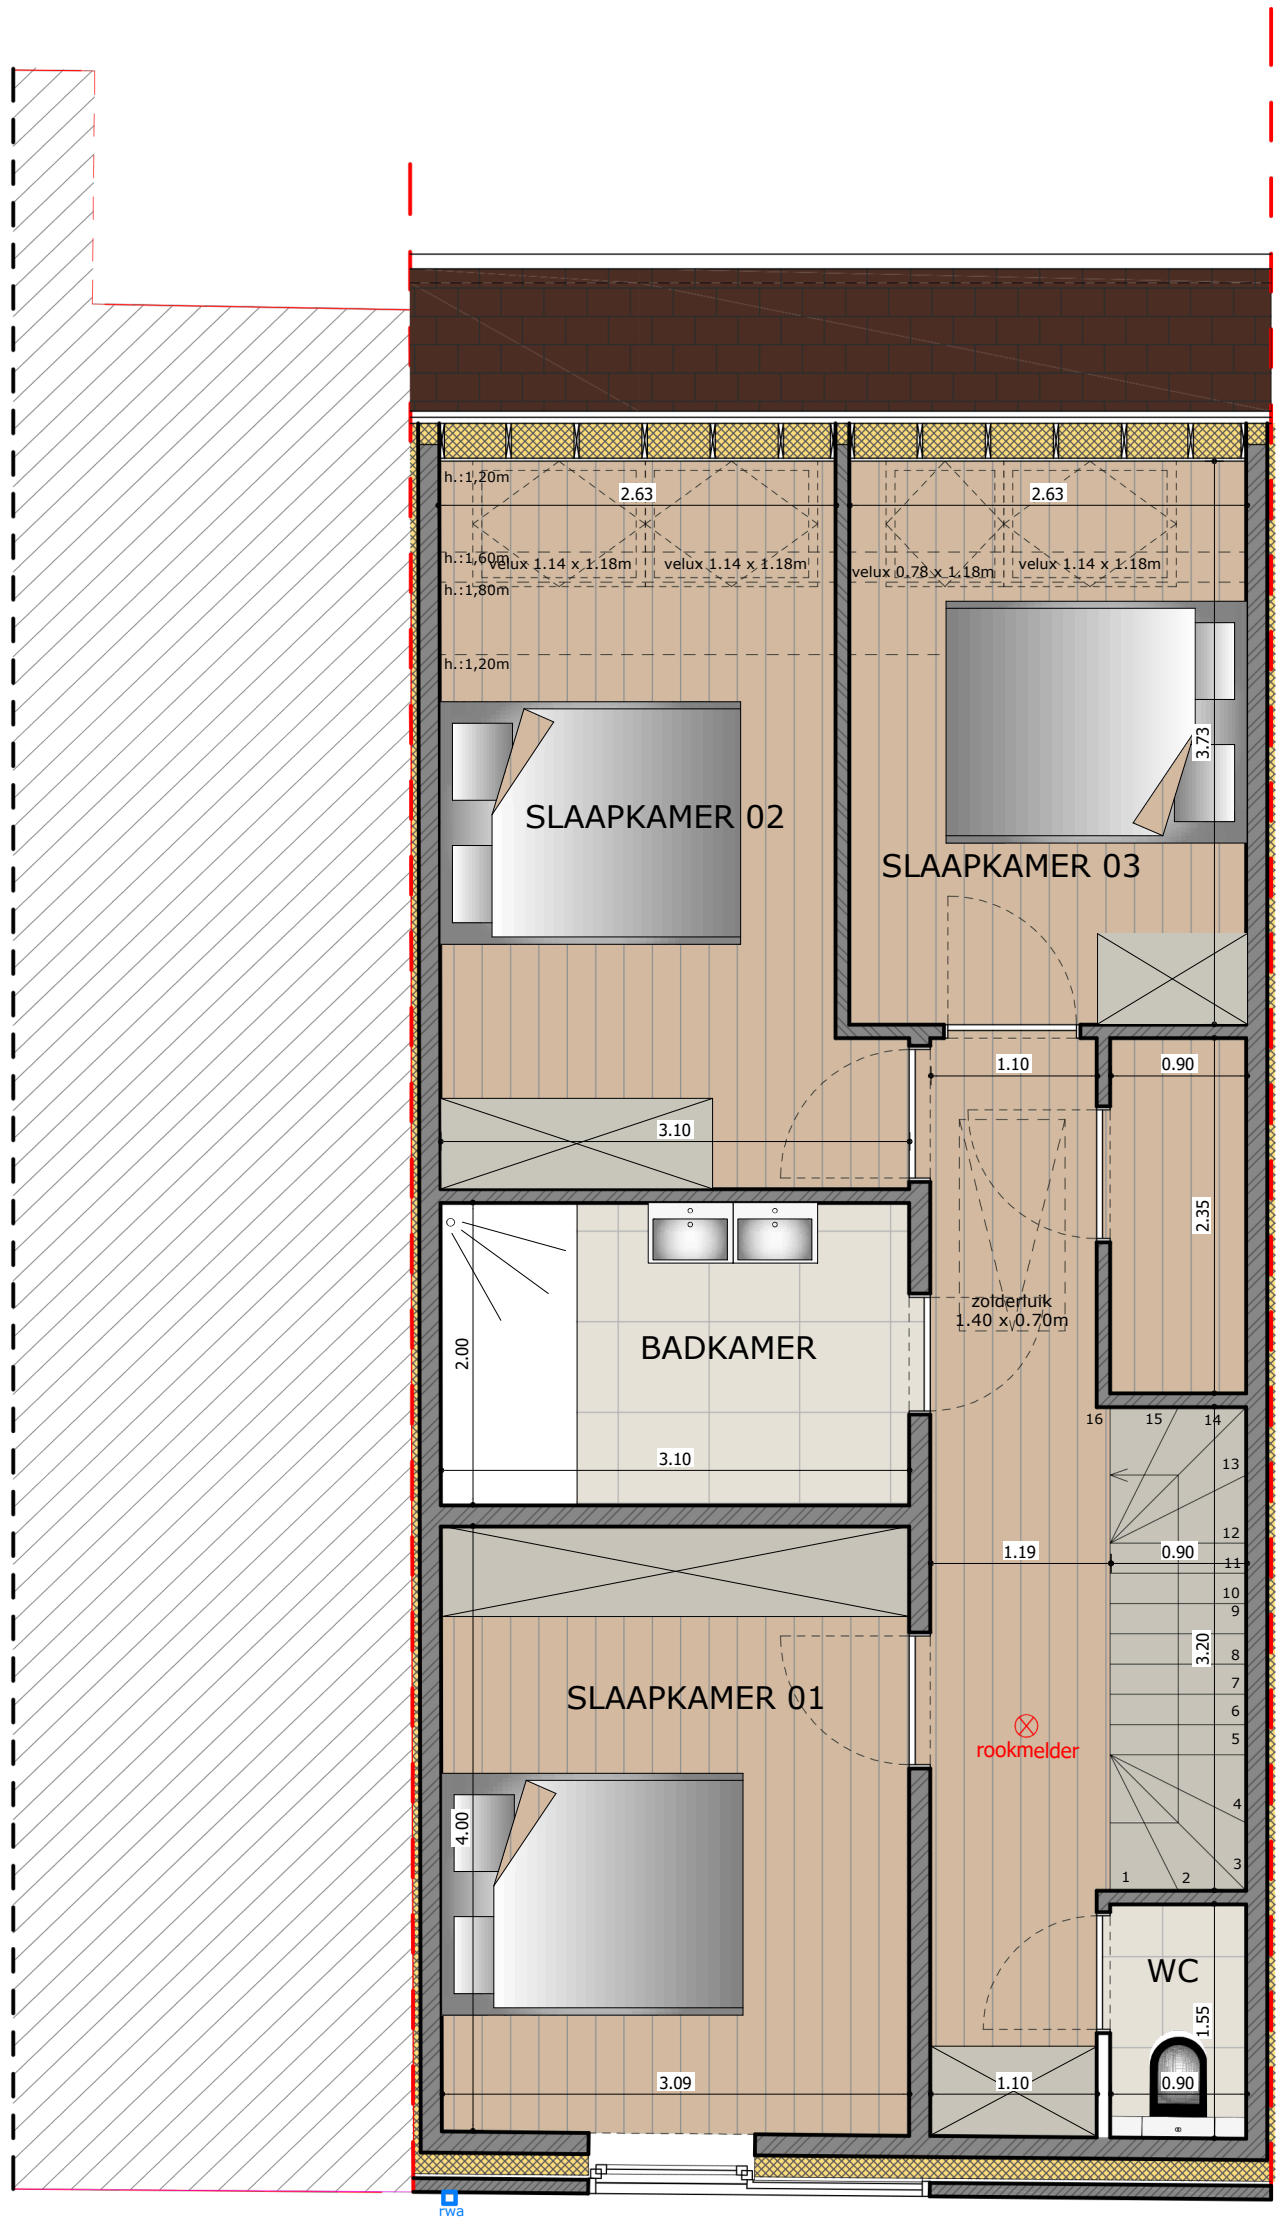 h.:1,20m
2.63
2.63
h.:1,60m
velux 1.14 x 1.18m
velux 1.14 x 1.18m
velux 0.78 x 1.18m
velux 1.14 x 1.18m
h.:1,80m
h.:1,20m
3.73
SLAAPKAMER 02
SLAAPKAMER 03
1.10
0.90
3.10
2.35
zolderluik
1.40 x 0.70m
2.00
BADKAMER
16
15
14
3.10
13
12
1.19
0.90
11
10
9
3.20
8
SLAAPKAMER 01
7
6
5
rookmelder
4
4.00
3
1
2
WC
1.55
3.09
1.10
0.90
rwa